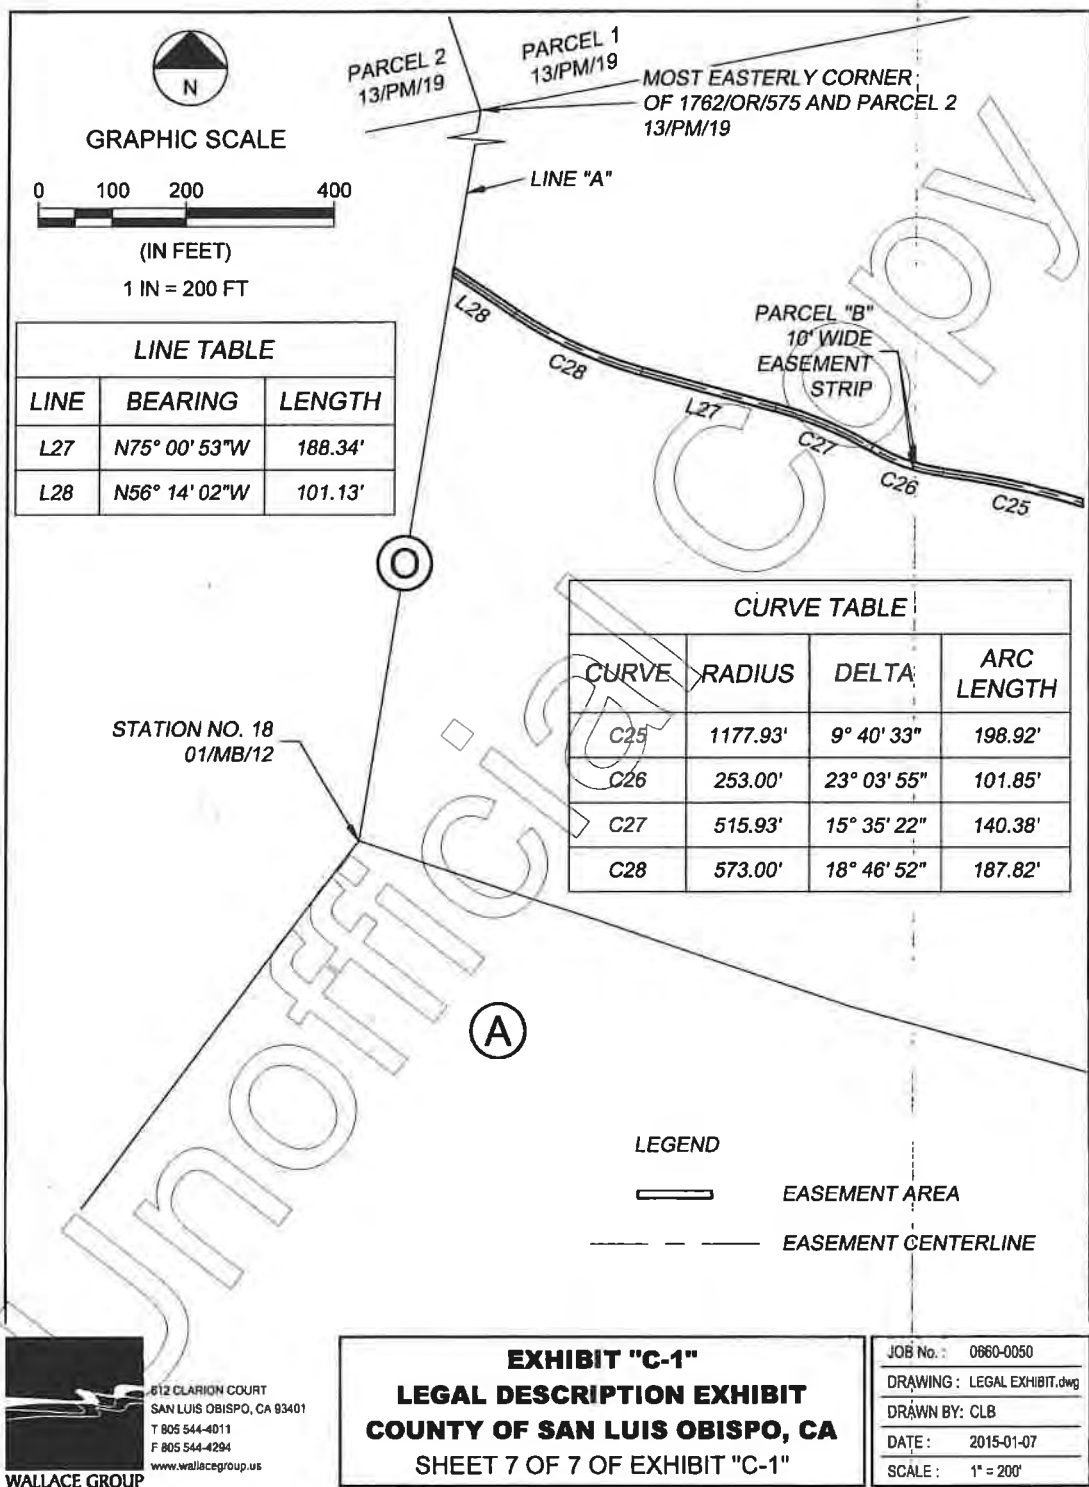 PARCEL 2
13/PM/19
PARCEL 1
13/PM/19
MOST EASTERLY CORNER
OF 1762/OR/575 AND PARCEL 2
13/PM/19
N
GRAPHIC SCALE
0 100 200 400
(IN FEET)
1 IN = 200 FT
LINE "A"
L28
C28
L27
C27
C26
C25
PARCEL "B"
10' WIDE
EASEMENT
STRIP
LINE TABLE
LINE BEARING LENGTH
L27 N75° 00' 53"W 188.34'
L28 N56° 14' 02"W 101.13'
O
CURVE TABLE
CURVE RADIUS DELTA ARC LENGTH
C25 1177.93' 9° 40' 33" 198.92'
C26 253.00' 23° 03' 55" 101.85'
C27 515.93' 15° 35' 22" 140.38'
C28 573.00' 18° 46' 52" 187.82'
STATION NO. 18
01/MB/12
A
Unofficial Copy
LEGEND
EASEMENT AREA
EASEMENT CENTERLINE
612 CLARION COURT
SAN LUIS OBISPO, CA 93401
T 805 544-4011
F 805 544-4294
www.wallacegroup.us
WALLACE GROUP
EXHIBIT "C-1"
LEGAL DESCRIPTION EXHIBIT
COUNTY OF SAN LUIS OBISPO, CA
SHEET 7 OF 7 OF EXHIBIT "C-1"
JOB No. : 0660-0050
DRAWING : LEGAL EXHIBIT.dwg
DRAWN BY: CLB
DATE : 2015-01-07
SCALE : 1" = 200'